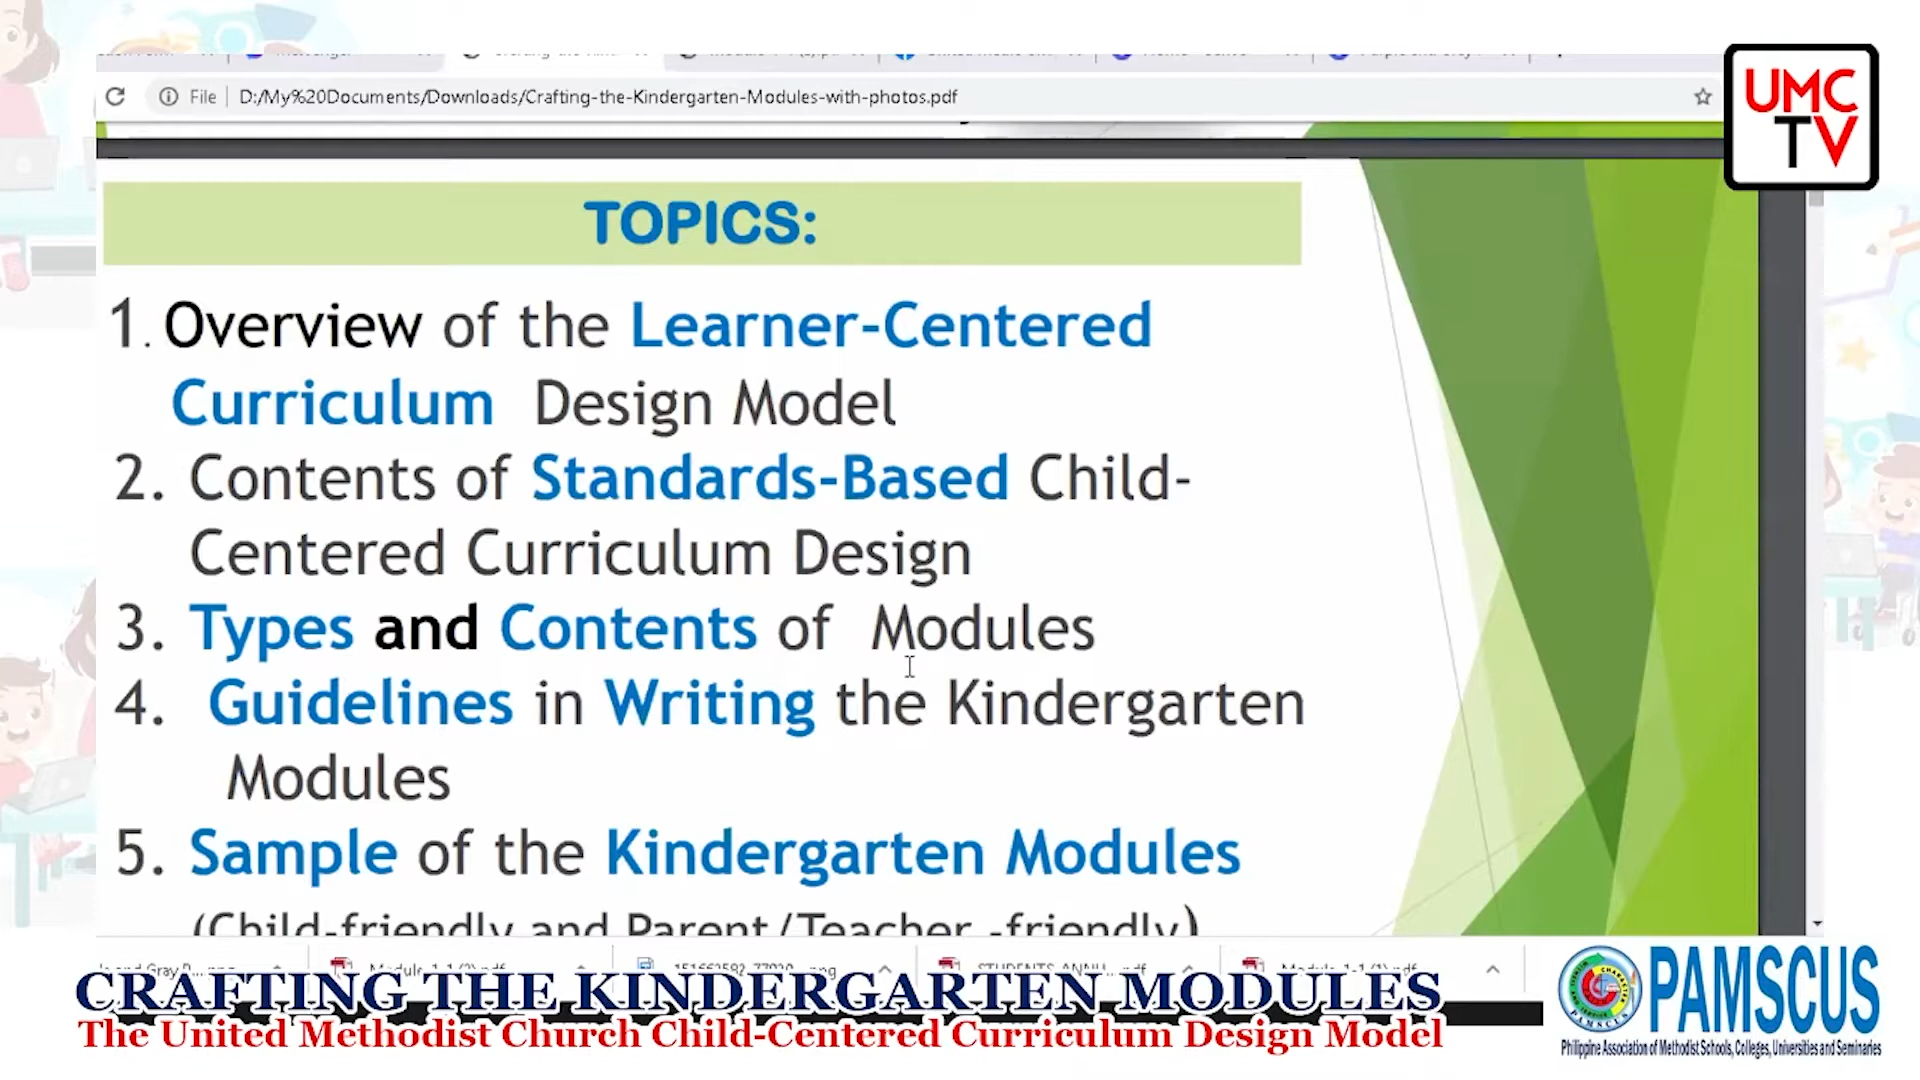 File D:/My%20Documents/Downloads/Crafting-the-Kindergarten-Modules-with-photos.pdf
UMC
TV
TOPICS:
1. Overview of the Learner-Centered
Curriculum Design Model
2. Contents of Standards-Based Child-
Centered Curriculum Design
3. Types and Contents of Modules
4. Guidelines in Writing the Kindergarten
Modules
5. Sample of the Kindergarten Modules
(Child-friendly and Parent/Teacher -friendly)
CRAFTING THE KINDERGARTEN MODULES
The United Methodist Church Child-Centered Curriculum Design Model
PAMSCUS
Philippine Association of Methodist Schools, Colleges, Universities and Seminaries